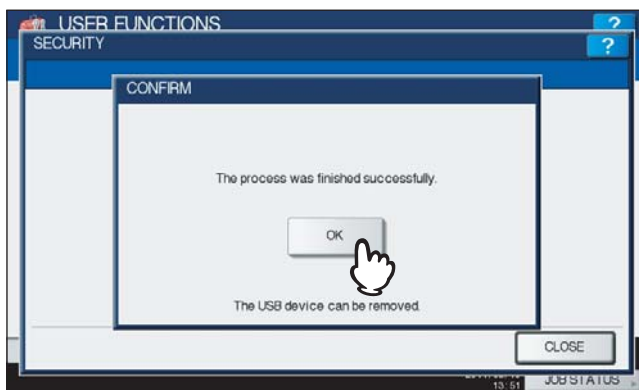 USER FUNCTIONS
?
SECURITY
?
CONFIRM
The process was finished successfully.
OK
The USB device can be removed.
CLOSE
13:51
JOB STATUS